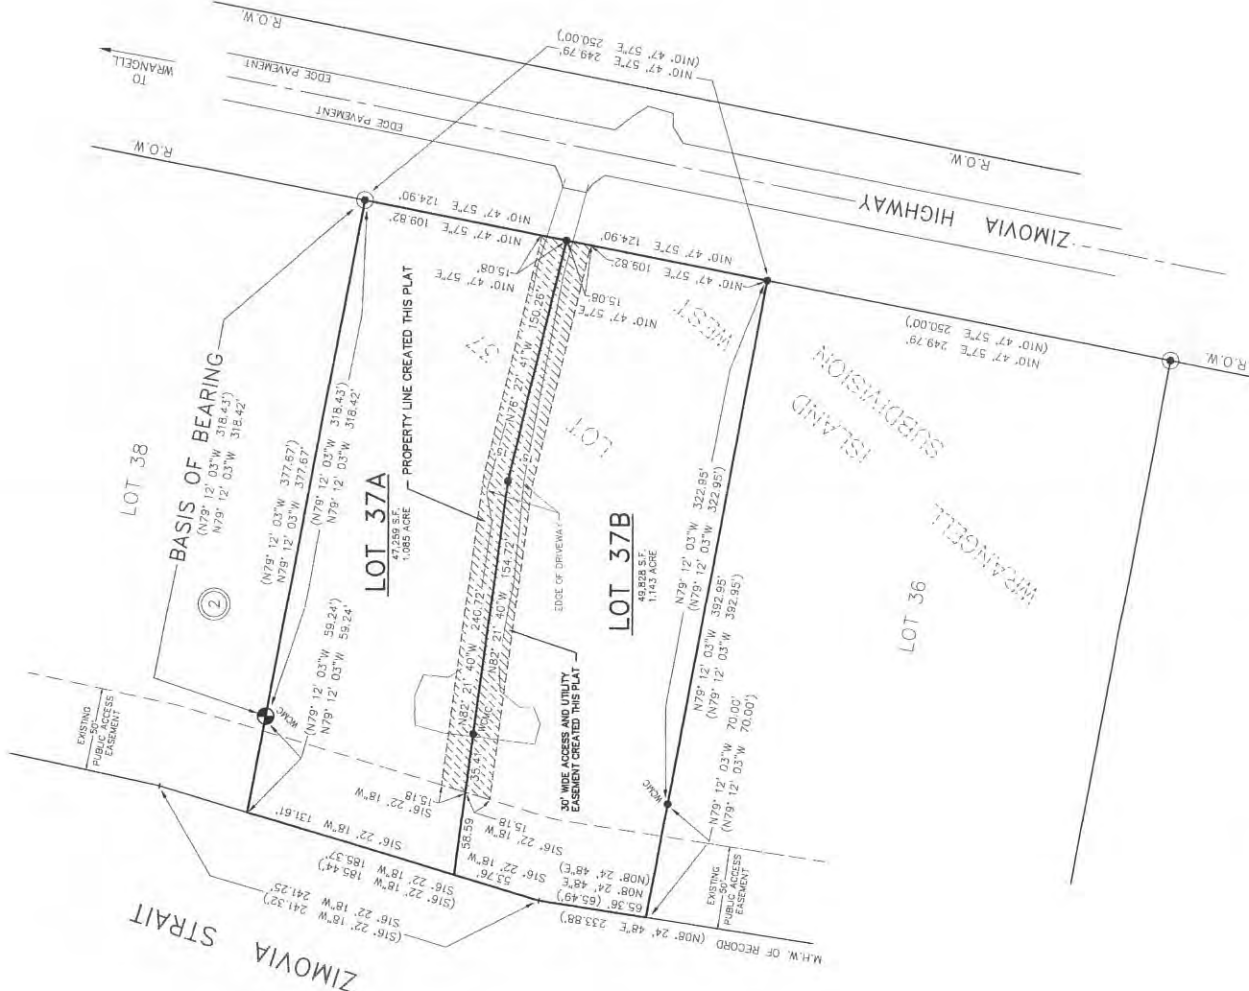 R.O.W.
TO
WRANGELL
EDGE PAVEMENT
EDGE PAVEMENT
R.O.W.
N10° 47' 57"E 249.79'
(N10° 47' 57"E 250.00')
R.O.W.
ZIMOVIA HIGHWAY
N10° 47' 57"E 124.90'
N10° 47' 57"E 109.82'
N10° 47' 57"E
15.08'
N10° 47' 57"E 124.90'
N10° 47' 57"E 109.82'
15.08'
N10° 47' 57"E
N10° 47' 57"E 249.79'
(N10° 47' 57"E 250.00')
R.O.W.
LOT 38
BASIS OF BEARING
(N79° 12' 03"W 318.43')
N79° 12' 03"W 318.42'
2
(N79° 12' 03"W 377.67')
N79° 12' 03"W 377.67'
(N79° 12' 03"W 318.43')
N79° 12' 03"W 318.42'
LOT 37A
47,259 S.F.
1.085 ACRE
PROPERTY LINE CREATED THIS PLAT
37
LOT
WEST
ISLAND
SUBDIVISION
WRANGELL
N76° 27' 41"W 150.26'
15'
15'
N82° 21' 40"W 240.72'
N82° 21' 40"W 154.72'
EDGE OF DRIVEWAY
LOT 37B
49,828 S.F.
1.143 ACRE
N79° 12' 03"W 322.95'
(N79° 12' 03"W 322.95')
N79° 12' 03"W 392.95'
(N79° 12' 03"W 392.95')
LOT 36
(N79° 12' 03"W 59.24')
N79° 12' 03"W 59.24'
WCMC
EXISTING
50'
PUBLIC ACCESS
EASEMENT
WCMC
35.41'
30' WIDE ACCESS AND UTILITY
EASEMENT CREATED THIS PLAT
WCMC
N79° 12' 03"W 70.00'
(N79° 12' 03"W 70.00')
S16° 22' 18"W
15.18
15.18
S16° 22' 18"W
58.59
S16° 22' 18"W 131.61'
S16° 22' 18"W
53.76'
S16° 22' 18"W 185.37'
(S16° 22' 18"W 185.44')
S16° 22' 18"W 241.25'
(S16° 22' 18"W 241.32')
(N08° 24' 48"E)
N08° 24' 48"E
65.36' (65.49')
EXISTING
50'
PUBLIC ACCESS
EASEMENT
M.H.W. OF RECORD (N08° 24' 48"E 233.88')
ZIMOVIA STRAIT